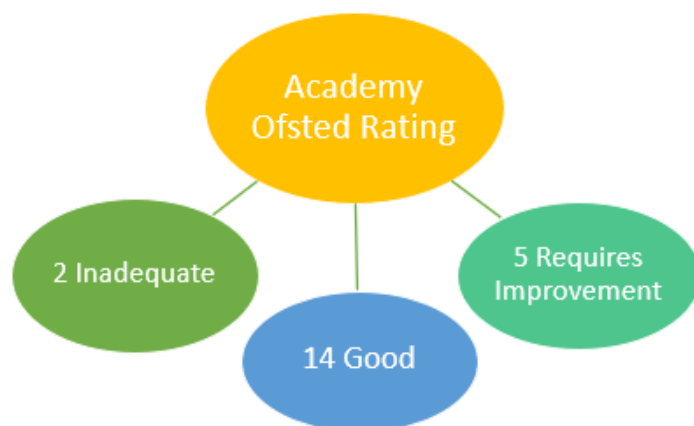 Academy
Ofsted Rating
2 Inadequate
5 Requires
Improvement
14 Good